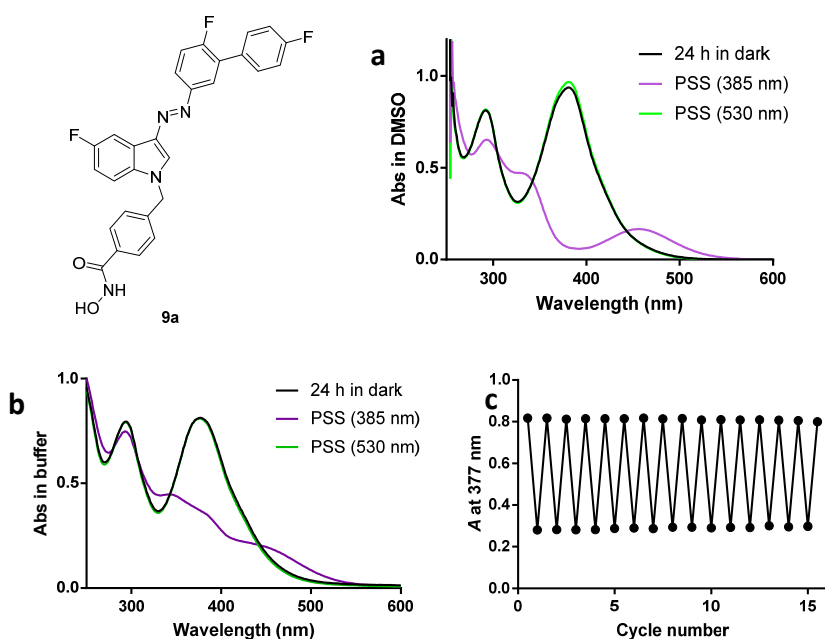 F
F
N
N
F
N
O
NH
HO
9a
a
24 h in dark
PSS (385 nm)
PSS (530 nm)
Abs in DMSO
1.0
0.5
0.0
300
400
500
600
Wavelength (nm)
b
24 h in dark
PSS (385 nm)
PSS (530 nm)
Abs in buffer
1.0
0.5
0.0
300
400
500
600
Wavelength (nm)
c
A at 377 nm
1.0
0.8
0.6
0.4
0.2
0.0
0
5
10
15
Cycle number